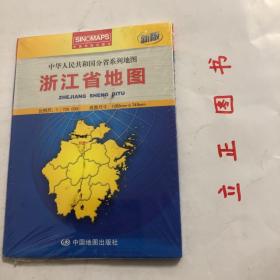 SINOMAPS
新版
中华人民共和国分省系列地图
浙江省地图
ZHEJIANG SHENG DITU
中国地图出版社
立正图书